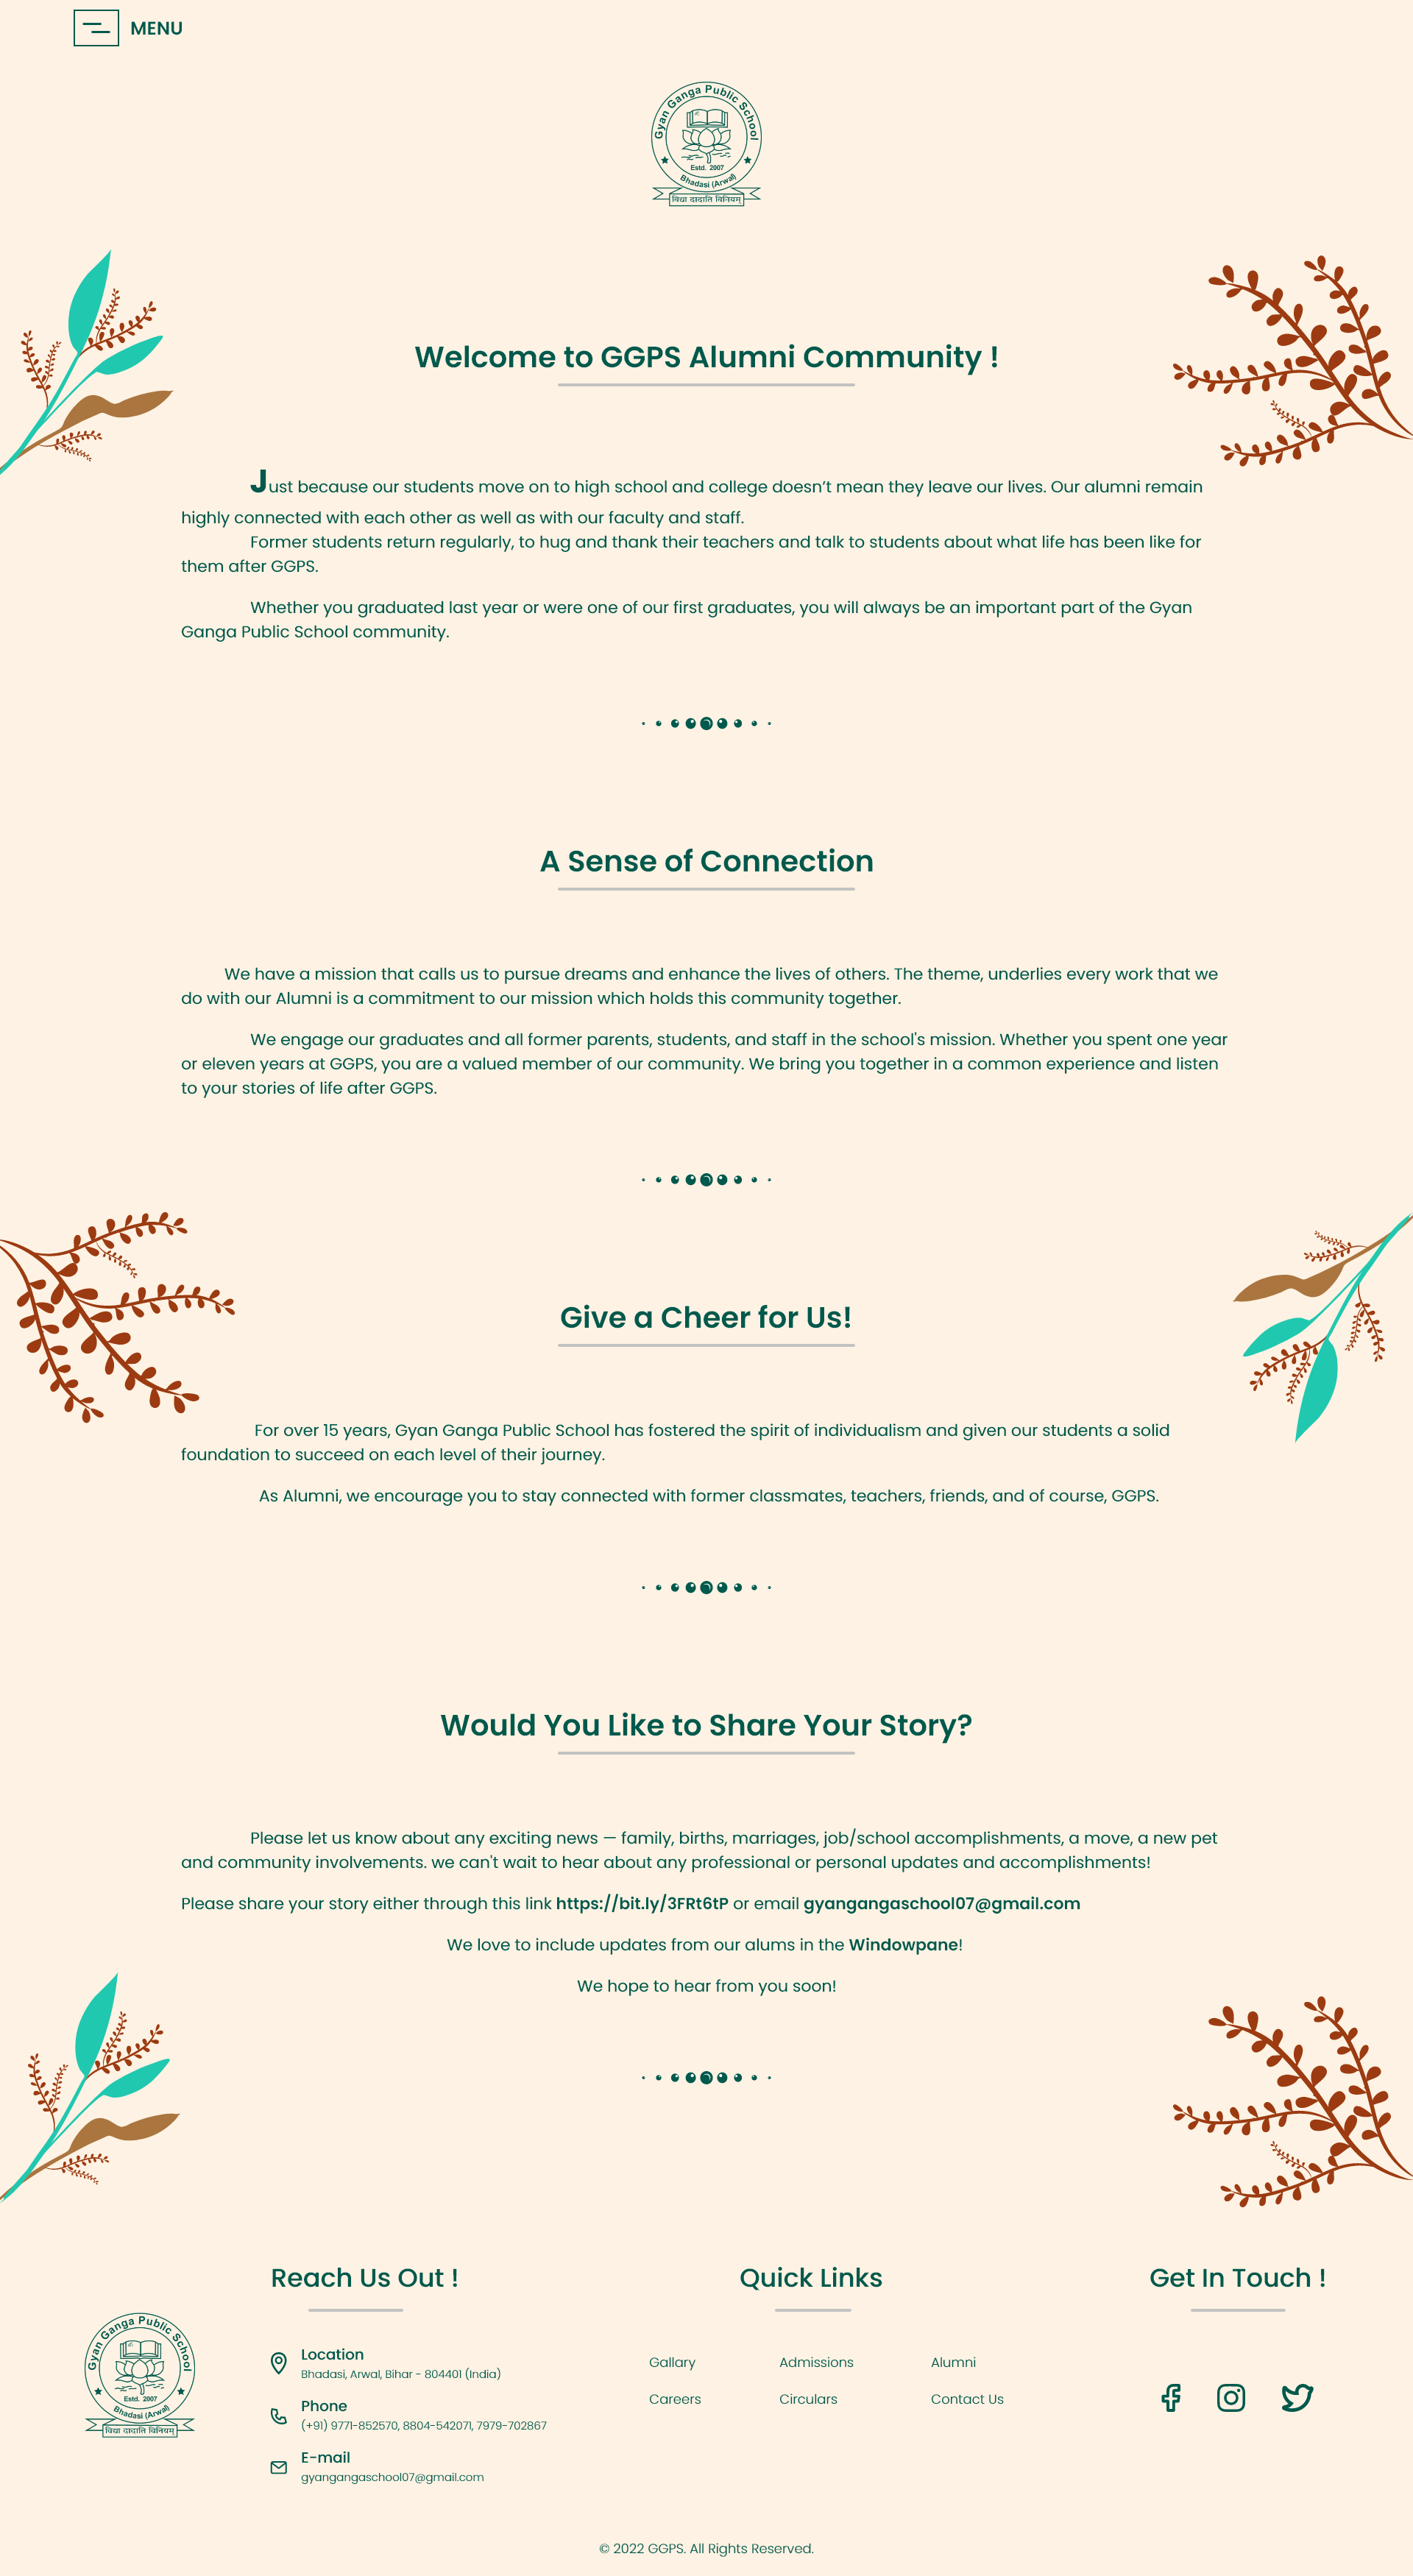 MENU
Gyan Ganga Public School
Estd. 2007
Bhadasi (Arwal)
विद्या दादाति विनियम्
Welcome to GGPS Alumni Community !
Just because our students move on to high school and college doesn’t mean they leave our lives. Our alumni remain
highly connected with each other as well as with our faculty and staff.
Former students return regularly, to hug and thank their teachers and talk to students about what life has been like for
them after GGPS.
Whether you graduated last year or were one of our first graduates, you will always be an important part of the Gyan
Ganga Public School community.
A Sense of Connection
We have a mission that calls us to pursue dreams and enhance the lives of others. The theme, underlies every work that we
do with our Alumni is a commitment to our mission which holds this community together.
We engage our graduates and all former parents, students, and staff in the school's mission. Whether you spent one year
or eleven years at GGPS, you are a valued member of our community. We bring you together in a common experience and listen
to your stories of life after GGPS.
Give a Cheer for Us!
For over 15 years, Gyan Ganga Public School has fostered the spirit of individualism and given our students a solid
foundation to succeed on each level of their journey.
As Alumni, we encourage you to stay connected with former classmates, teachers, friends, and of course, GGPS.
Would You Like to Share Your Story?
Please let us know about any exciting news — family, births, marriages, job/school accomplishments, a move, a new pet
and community involvements. we can't wait to hear about any professional or personal updates and accomplishments!
Please share your story either through this link https://bit.ly/3FRt6tP or email gyangangaschool07@gmail.com
We love to include updates from our alums in the Windowpane!
We hope to hear from you soon!
Gyan Ganga Public School
Estd. 2007
Bhadasi (Arwal)
विद्या दादाति विनियम्
Reach Us Out !
Location
Bhadasi, Arwal, Bihar - 804401 (India)
Phone
(+91) 9771-852570, 8804-542071, 7979-702867
E-mail
gyangangaschool07@gmail.com
Quick Links
Gallary Admissions Alumni
Careers Circulars Contact Us
Get In Touch !
© 2022 GGPS. All Rights Reserved.